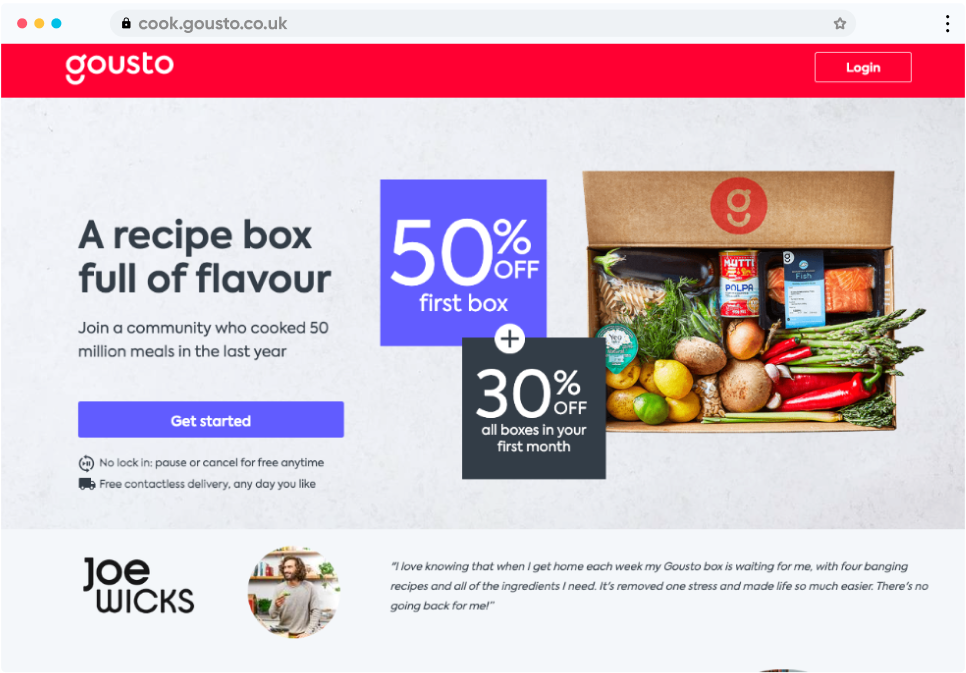 cook.gousto.co.uk
gousto
Login
A recipe box
full of flavour
Join a community who cooked 50
million meals in the last year
Get started
No lock in: pause or cancel for free anytime
Free contactless delivery, any day you like
50% OFF
first box
+
30% OFF
all boxes in your
first month
g
MUTTI
POLPA
g
Fish
JOE
WICKS
"I love knowing that when I get home each week my Gousto box is waiting for me, with four banging
recipes and all of the ingredients I need. It's removed one stress and made life so much easier. There's no
going back for me!"